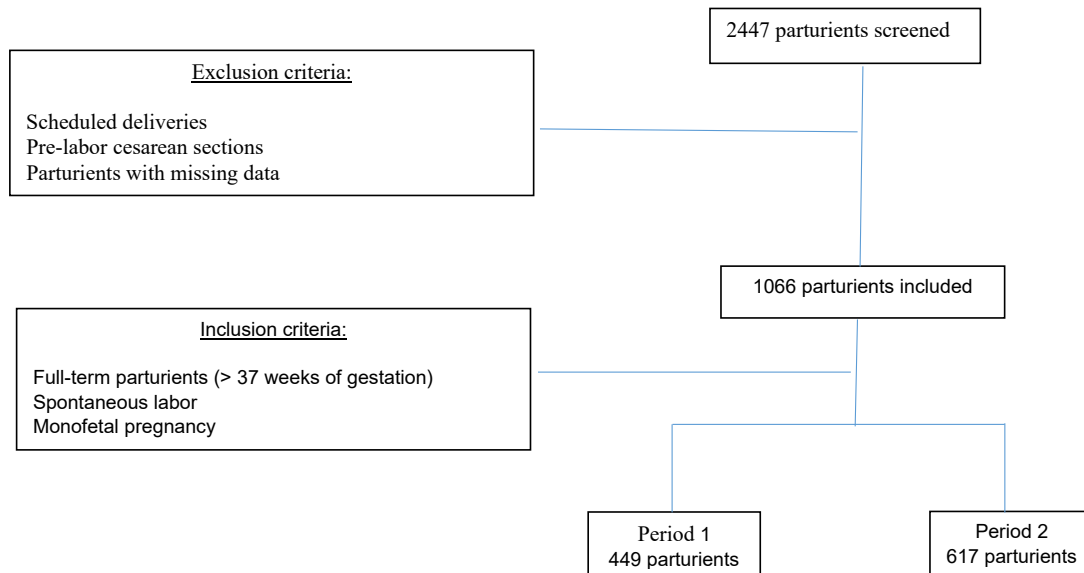 2447 parturients screened
Exclusion criteria:
Scheduled deliveries
Pre-labor cesarean sections
Parturients with missing data
1066 parturients included
Inclusion criteria:
Full-term parturients (> 37 weeks of gestation)
Spontaneous labor
Monofetal pregnancy
Period 1
449 parturients
Period 2
617 parturients